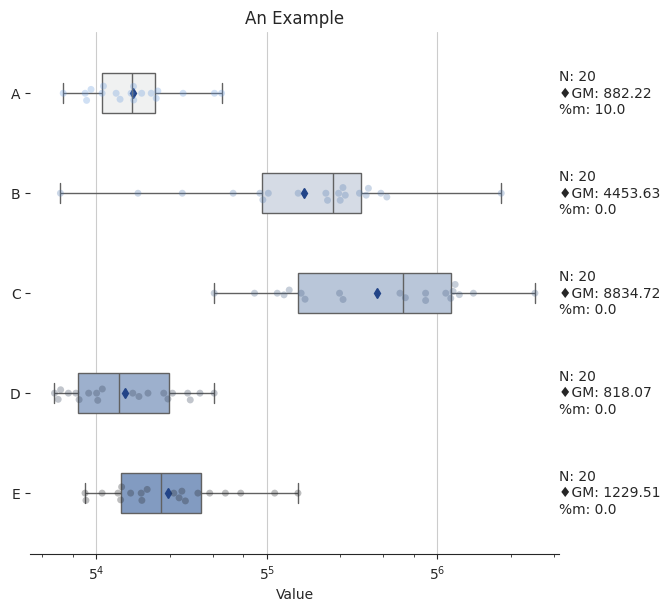 An Example
A
N: 20
♦GM: 882.22
%m: 10.0
B
N: 20
♦GM: 4453.63
%m: 0.0
C
N: 20
♦GM: 8834.72
%m: 0.0
D
N: 20
♦GM: 818.07
%m: 0.0
E
N: 20
♦GM: 1229.51
%m: 0.0
5⁴ 5⁵ 5⁶
Value